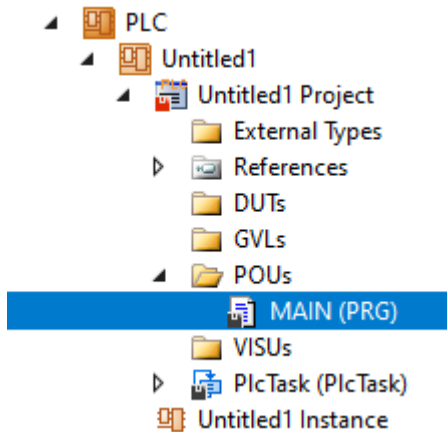 PLC
Untitled1
Untitled1 Project
External Types
References
DUTs
GVLs
POUs
MAIN (PRG)
VISUs
PlcTask (PlcTask)
Untitled1 Instance